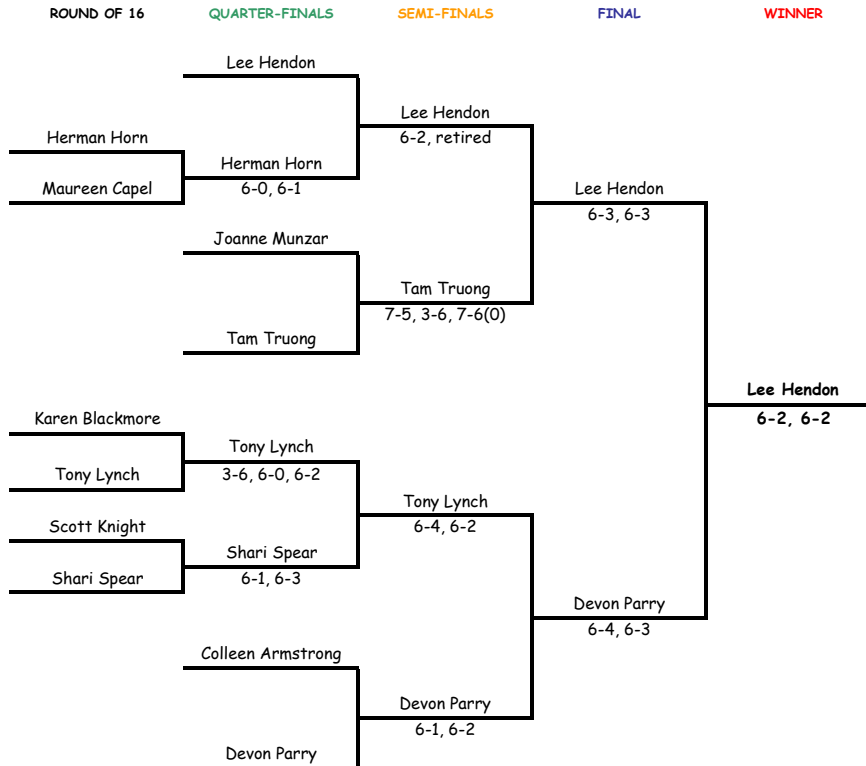 ROUND OF 16 QUARTER-FINALS SEMI-FINALS FINAL WINNER
Lee Hendon
Lee Hendon
6-2, retired
Herman Horn
Herman Horn
6-0, 6-1
Maureen Capel
Lee Hendon
6-3, 6-3
Joanne Munzar
Tam Truong
7-5, 3-6, 7-6(0)
Tam Truong
Lee Hendon
6-2, 6-2
Karen Blackmore
Tony Lynch
3-6, 6-0, 6-2
Tony Lynch
Tony Lynch
6-4, 6-2
Scott Knight
Shari Spear
6-1, 6-3
Shari Spear
Devon Parry
6-4, 6-3
Colleen Armstrong
Devon Parry
6-1, 6-2
Devon Parry